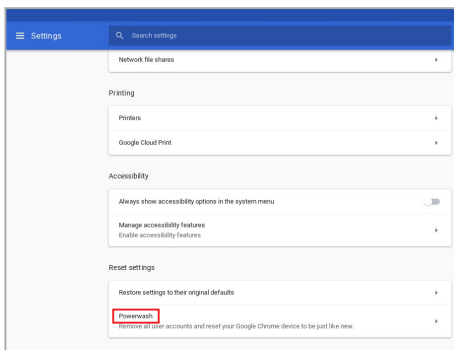 Settings
Search settings
Network file shares
Printing
Printers
Google Cloud Print
Accessibility
Always show accessibility options in the system menu
Manage accessibility features
Enable accessibility features
Reset settings
Restore settings to their original defaults
Powerwash
Remove all user accounts and reset your Google Chrome device to be just like new.